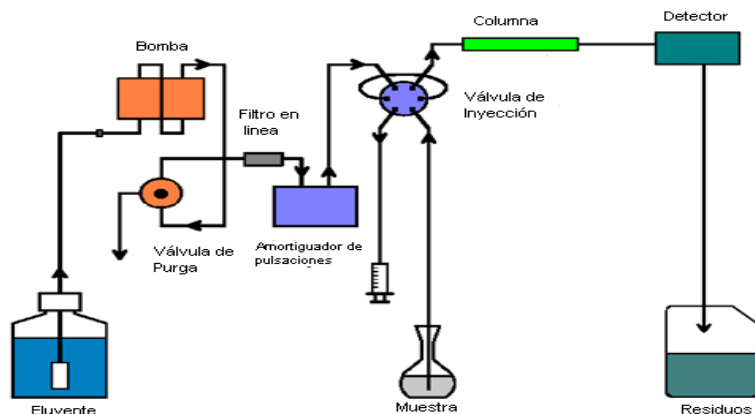 Columna
Detector
Bomba
Filtro en
linea
Válvula de
Inyección
Válvula de
Purga
Amortiguador de
pulsaciones
Eluyente
Muestra
Residuos